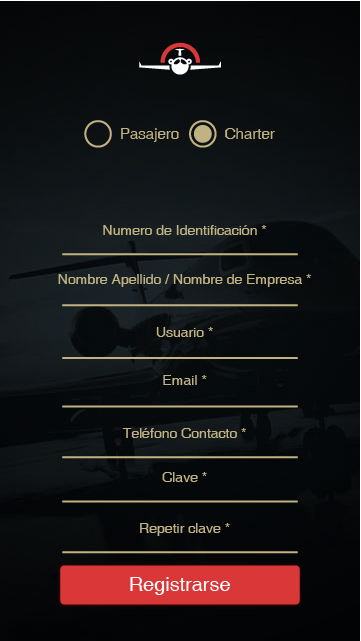 Pasajero Charter
Numero de Identificación *
Nombre Apellido / Nombre de Empresa *
Usuario *
Email *
Teléfono Contacto *
Clave *
Repetir clave *
Registrarse